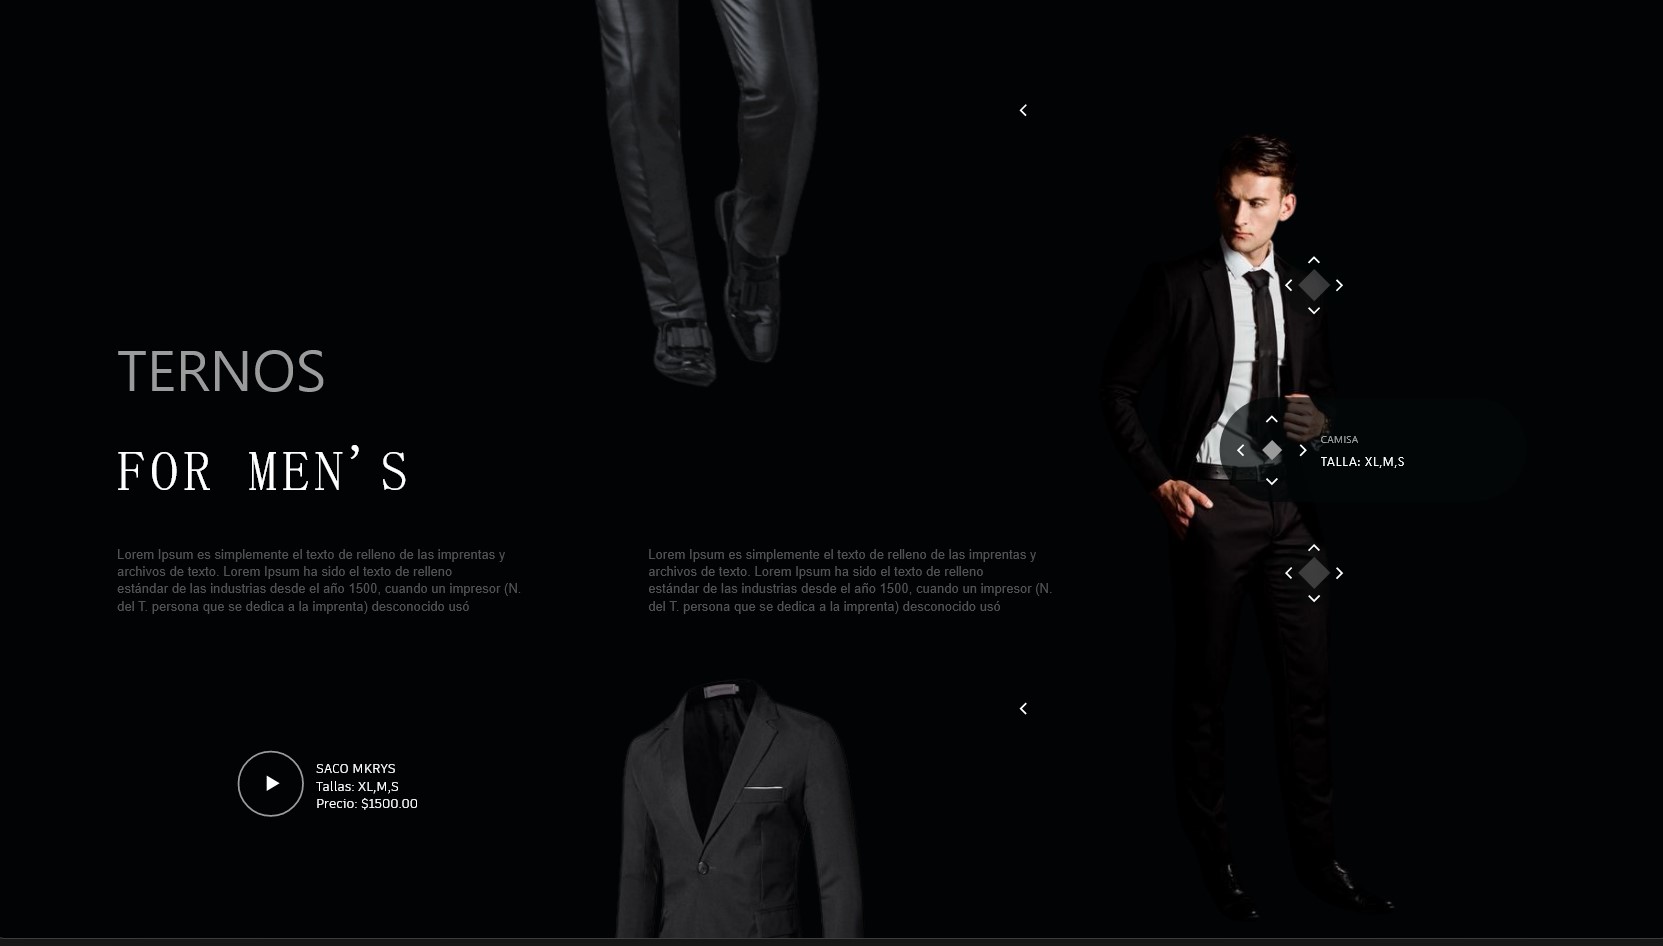 TERNOS
FOR MEN'S
Lorem Ipsum es simplemente el texto de relleno de las imprentas y
archivos de texto. Lorem Ipsum ha sido el texto de relleno
estándar de las industrias desde el año 1500, cuando un impresor (N.
del T. persona que se dedica a la imprenta) desconocido usó
Lorem Ipsum es simplemente el texto de relleno de las imprentas y
archivos de texto. Lorem Ipsum ha sido el texto de relleno
estándar de las industrias desde el año 1500, cuando un impresor (N.
del T. persona que se dedica a la imprenta) desconocido usó
CAMISA
TALLA: XL,M,S
SACO MKRYS
Tallas: XL,M,S
Precio: $1500.00